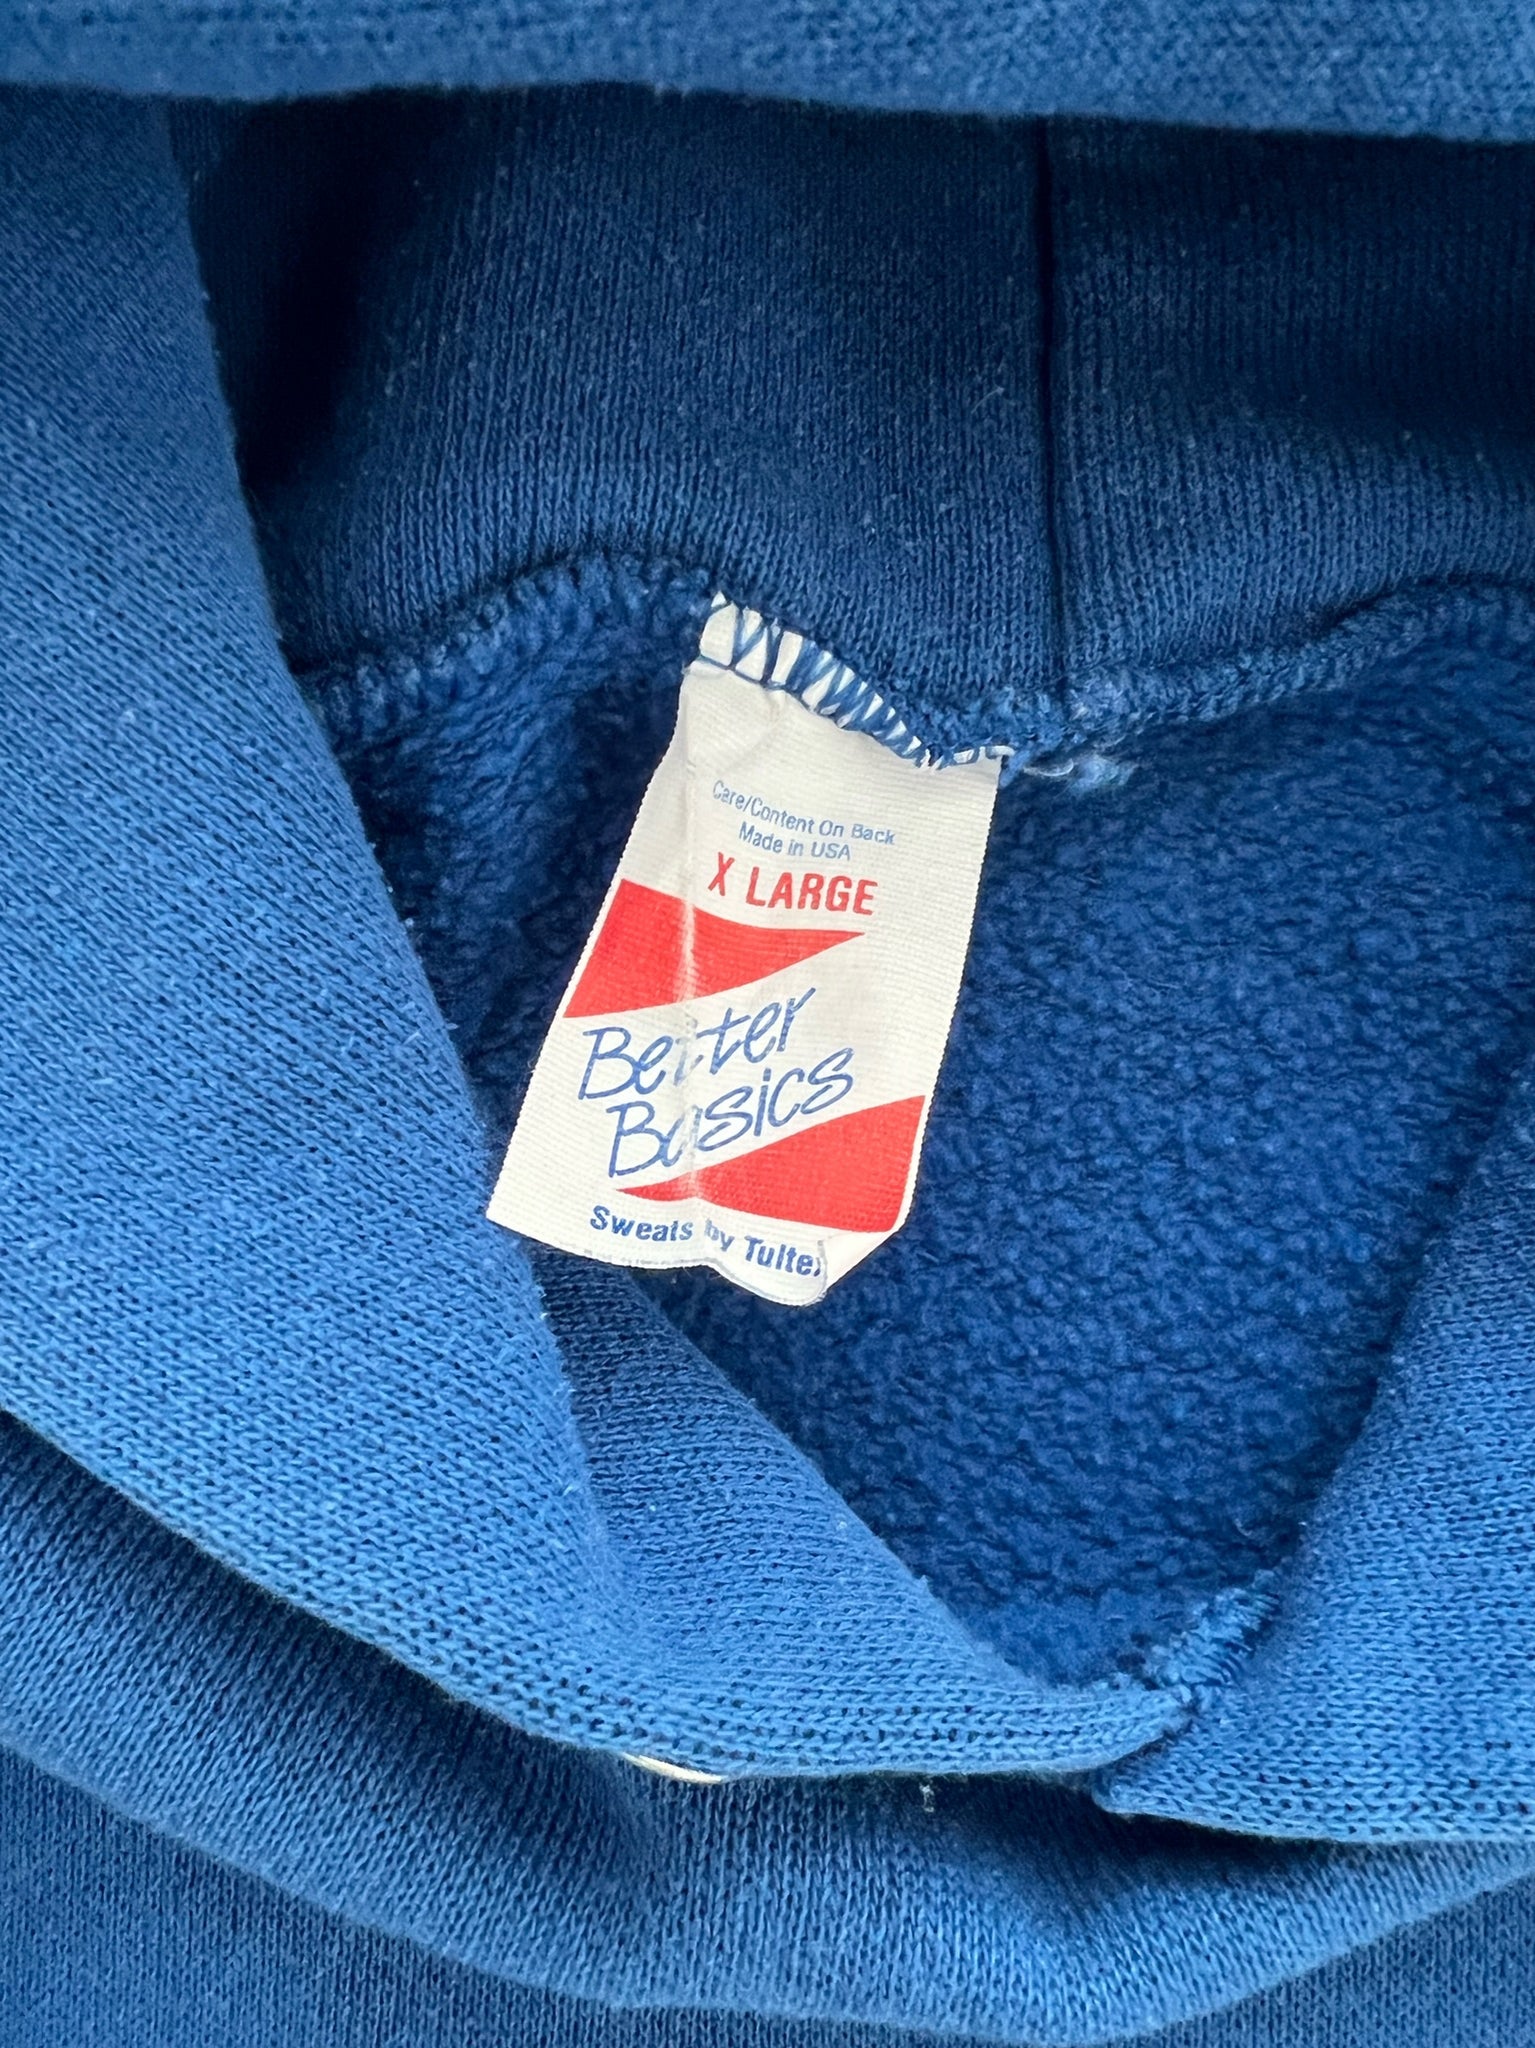 Care/Content On Back
Made in USA
X LARGE
Better
Basics
Sweats by Tultex